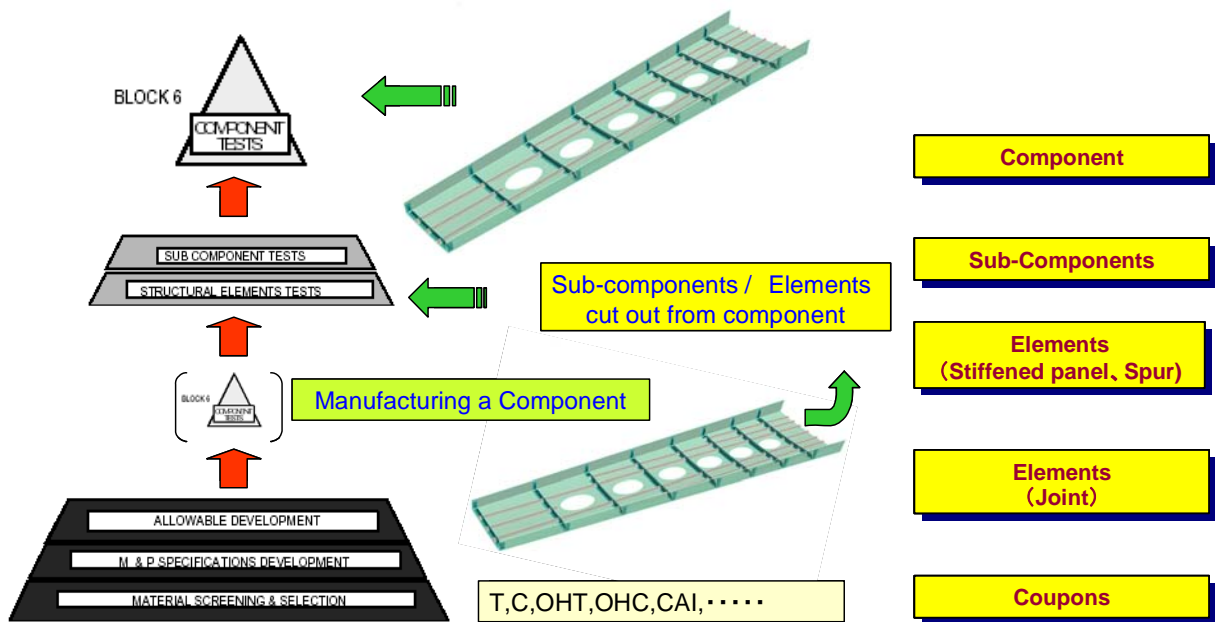 BLOCK 6
COMPONENT
TESTS
SUB COMPONENT TESTS
STRUCTURAL ELEMENTS TESTS
BLOCK 6
COMPONENT
TESTS
Manufacturing a Component
Sub-components / Elements
cut out from component
ALLOWABLE DEVELOPMENT
M & P SPECIFICATIONS DEVELOPMENT
MATERIAL SCREENING & SELECTION
T,C,OHT,OHC,CAI,・・・・・
Component
Sub-Components
Elements
（Stiffened panel、Spur)
Elements
（Joint）
Coupons